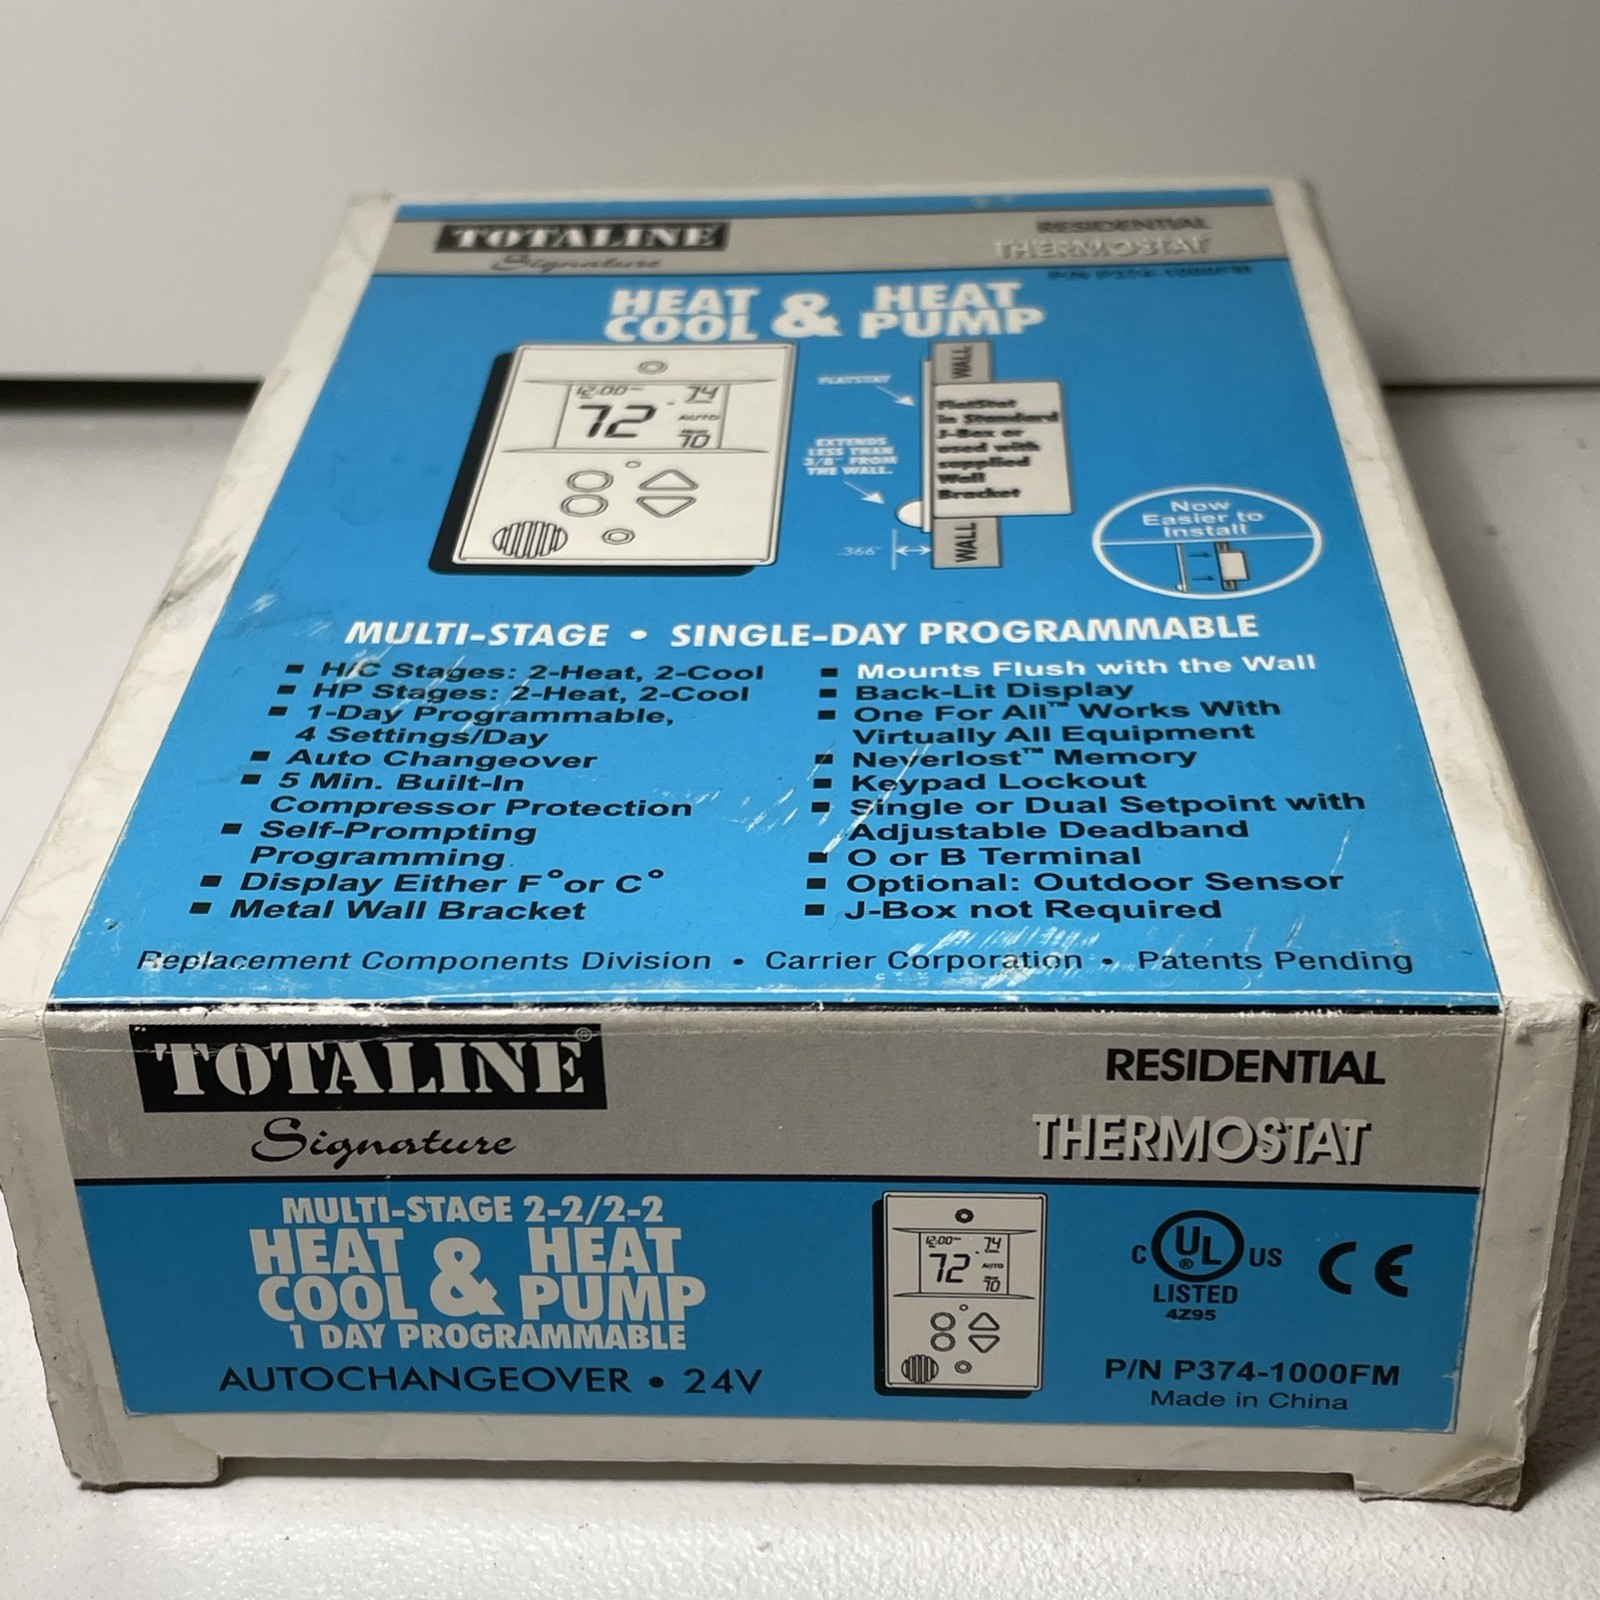 TOTALINE
Signature
RESIDENTIAL
THERMOSTAT
P/N P374-1000FM
HEAT COOL & HEAT PUMP
12:00 74
72 AUTO
70
FLATSTAT
EXTENDS
LESS THAN
3/8" FROM
THE WALL.
.366"
WALL
FlatStat
in Standard
J-Box or
used with
supplied
Wall
Bracket
WALL
Now
Easier to
Install
MULTI-STAGE • SINGLE-DAY PROGRAMMABLE
■ H/C Stages: 2-Heat, 2-Cool
■ HP Stages: 2-Heat, 2-Cool
■ 1-Day Programmable,
4 Settings/Day
■ Auto Changeover
■ 5 Min. Built-In
Compressor Protection
■ Self-Prompting
Programming
■ Display Either F° or C°
■ Metal Wall Bracket
■ Mounts Flush with the Wall
■ Back-Lit Display
■ One For All™ Works With
Virtually All Equipment
■ Neverlost™ Memory
■ Keypad Lockout
■ Single or Dual Setpoint with
Adjustable Deadband
■ O or B Terminal
■ Optional: Outdoor Sensor
■ J-Box not Required
Replacement Components Division • Carrier Corporation • Patents Pending
TOTALINE®
Signature
RESIDENTIAL
THERMOSTAT
MULTI-STAGE 2-2/2-2
HEAT COOL & HEAT PUMP
1 DAY PROGRAMMABLE
AUTOCHANGEOVER • 24V
12:00 74
72 AUTO
70
C UL® US CE
LISTED
4Z95
P/N P374-1000FM
Made in China